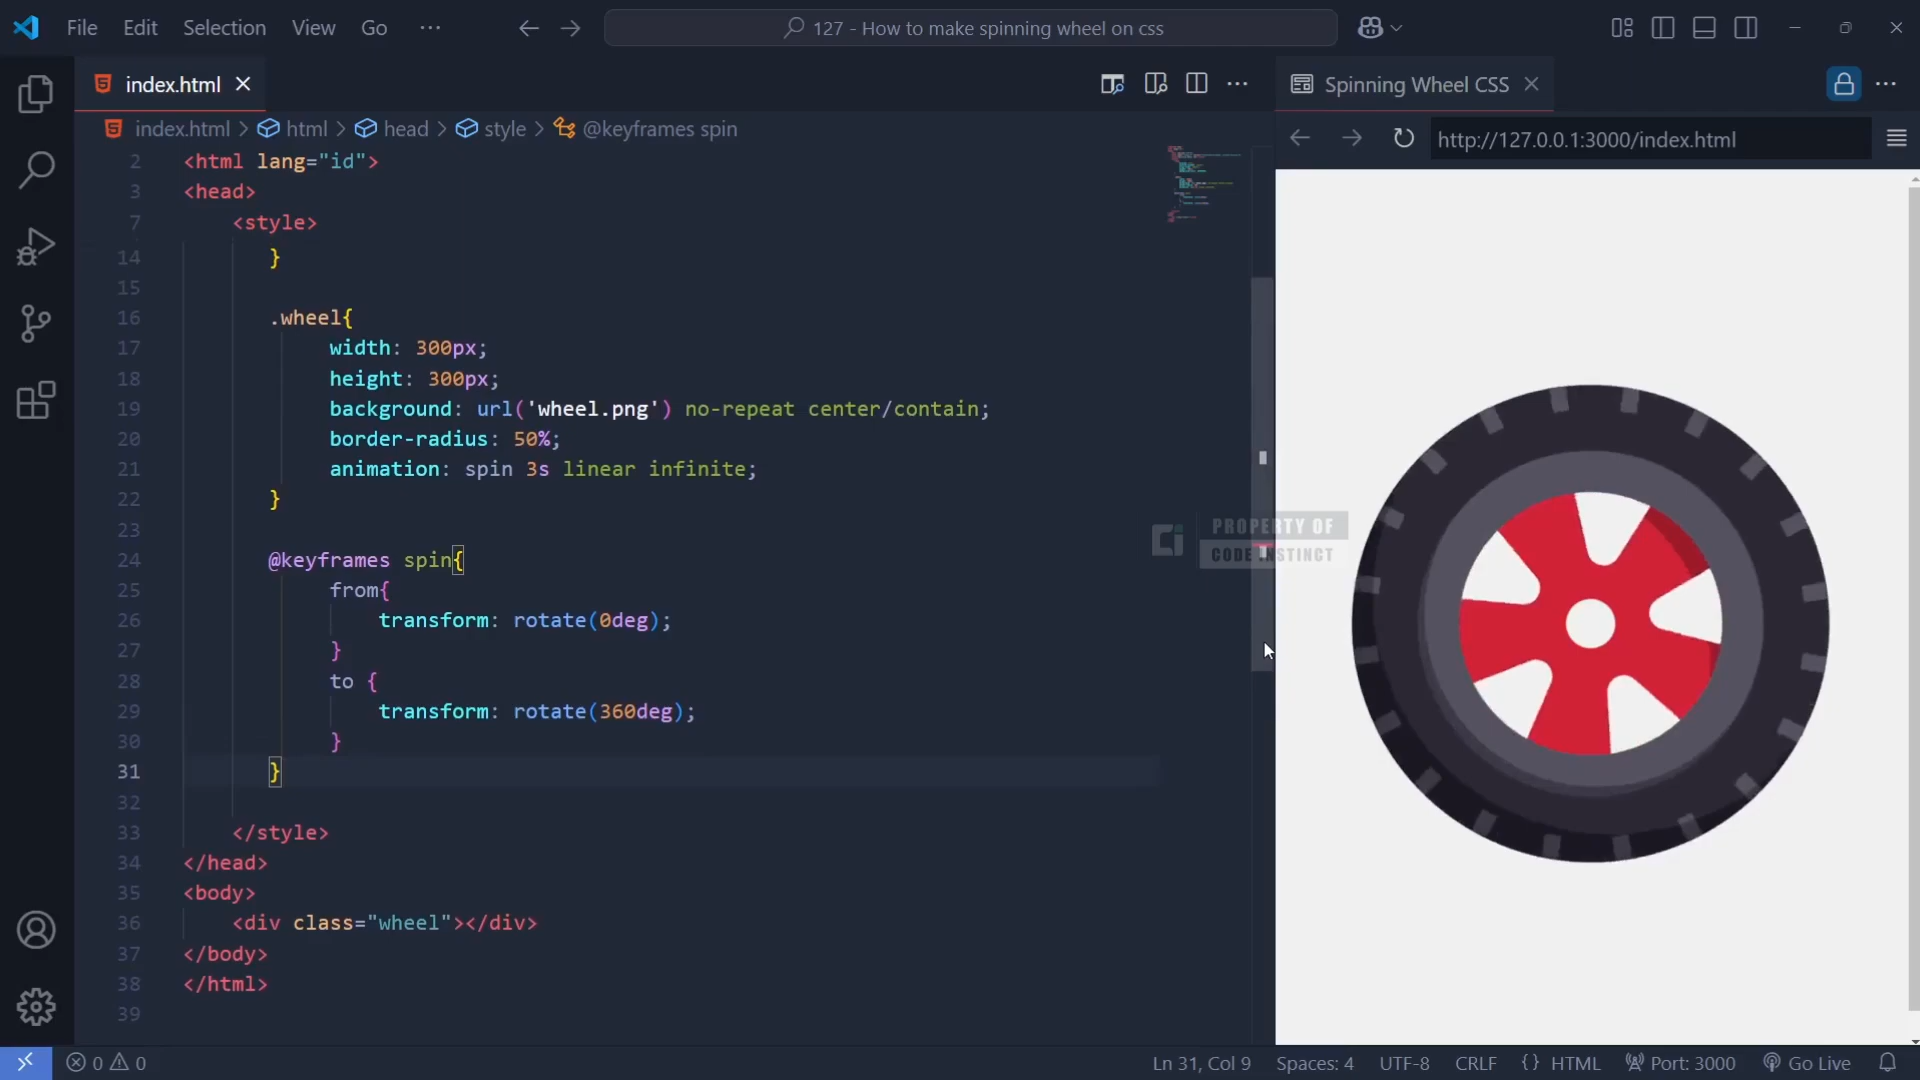 File Edit Selection View Go ···
127 - How to make spinning wheel on css
index.html
Spinning Wheel CSS
index.html > html > head > style > @keyframes spin
http://127.0.0.1:3000/index.html
2 <html lang="id">
3 <head>
7 <style>
14 }
15
16 .wheel{
17 width: 300px;
18 height: 300px;
19 background: url('wheel.png') no-repeat center/contain;
20 border-radius: 50%;
21 animation: spin 3s linear infinite;
22 }
23
24 @keyframes spin{
25 from{
26 transform: rotate(0deg);
27 }
28 to {
29 transform: rotate(360deg);
30 }
31 }
32
33 </style>
34 </head>
35 <body>
36 <div class="wheel"></div>
37 </body>
38 </html>
39
PROPERTY OF
CODE INSTINCT
0 0
Ln 31, Col 9 Spaces: 4 UTF-8 CRLF {} HTML Port: 3000 Go Live